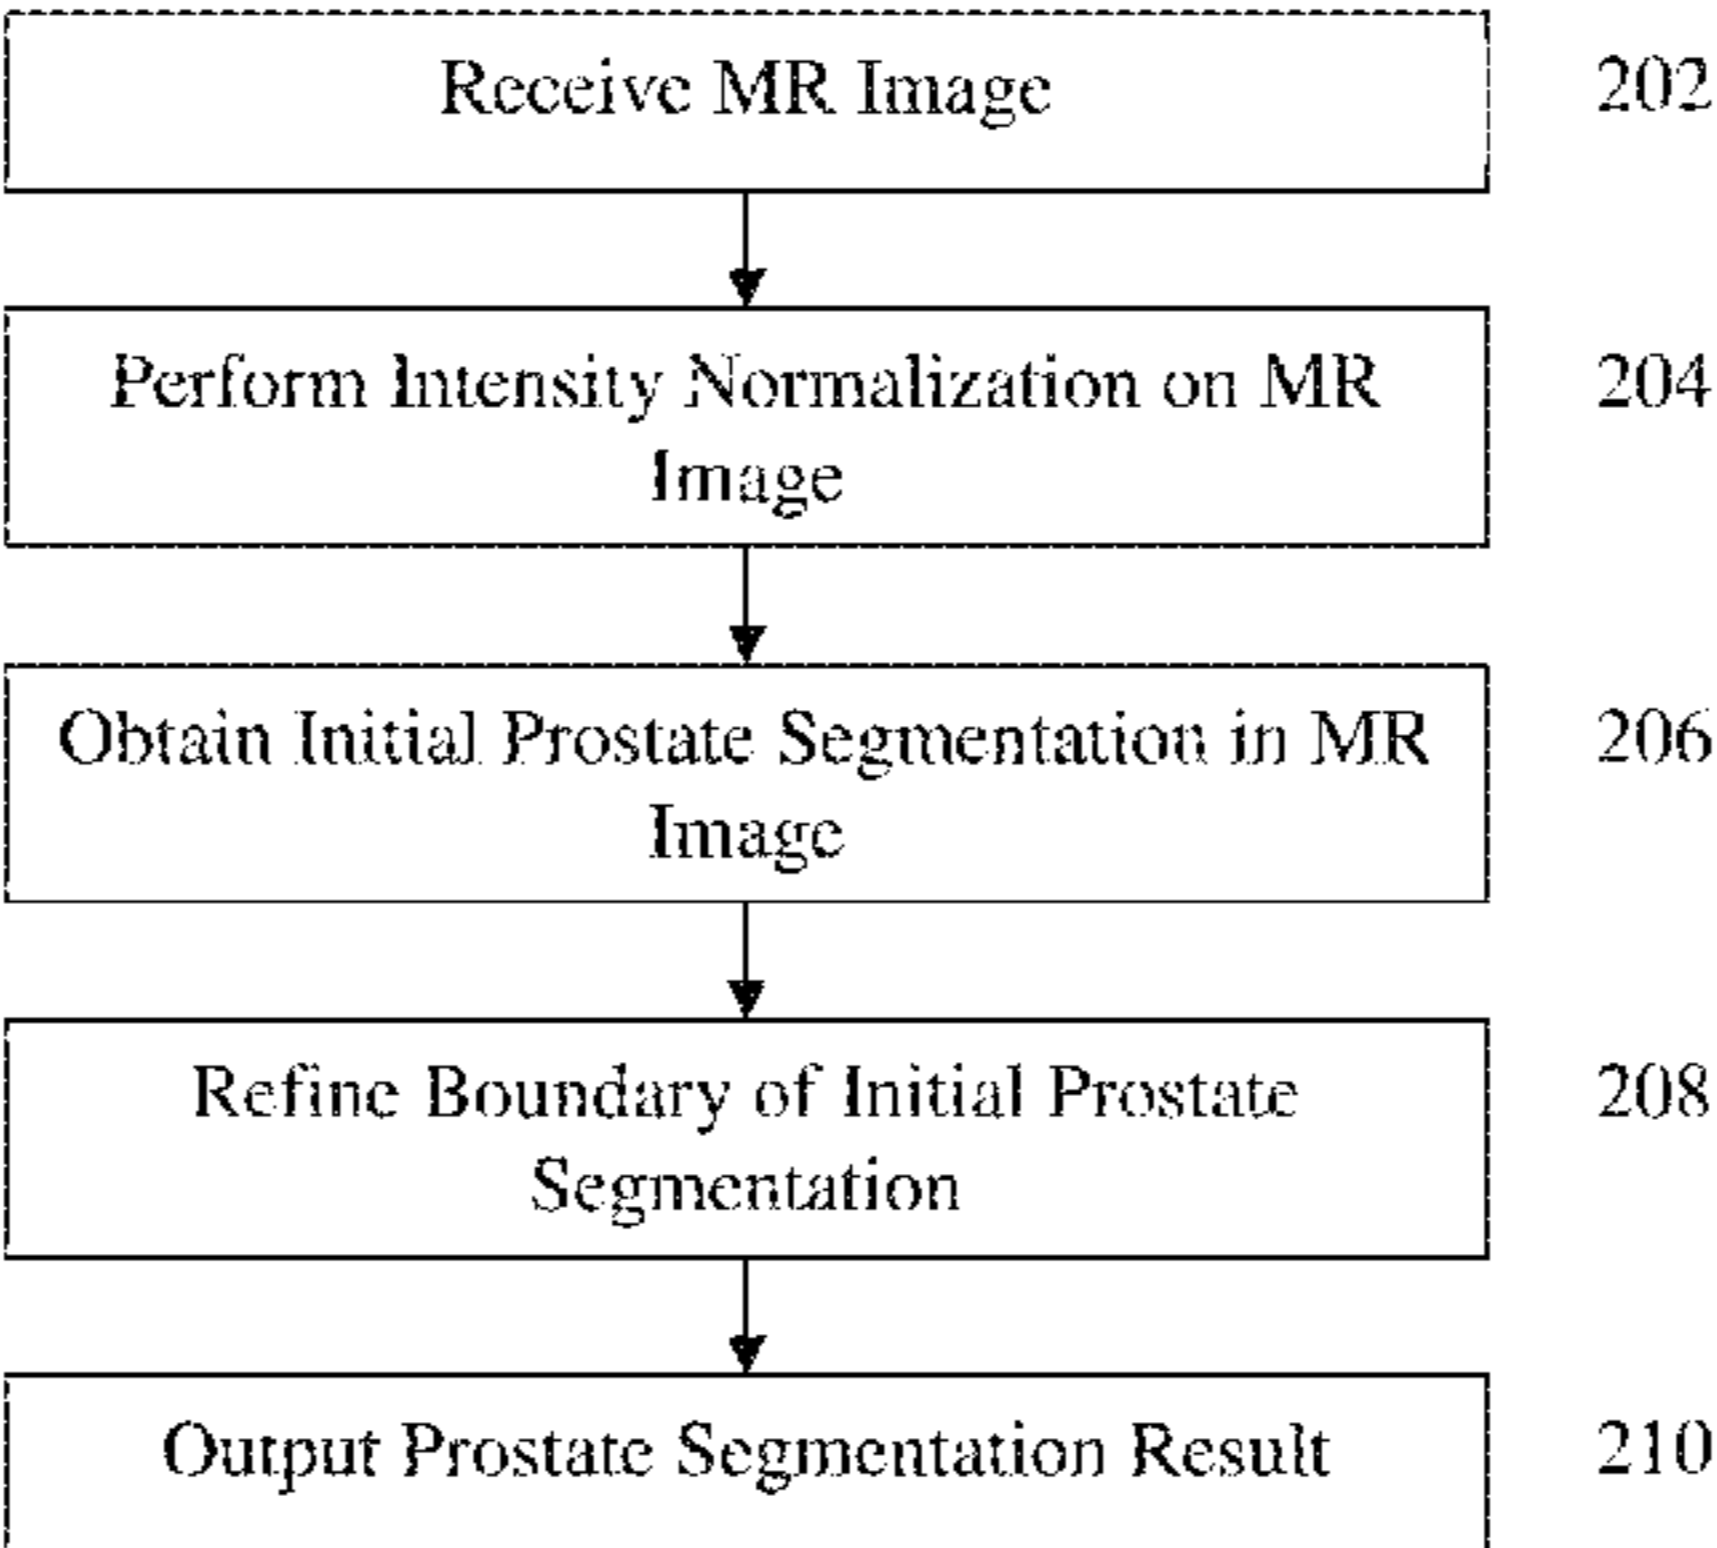 Receive MR Image
202
Perform Intensity Normalization on MR
Image
204
Obtain Initial Prostate Segmentation in MR
Image
206
Refine Boundary of Initial Prostate
Segmentation
208
Output Prostate Segmentation Result
210